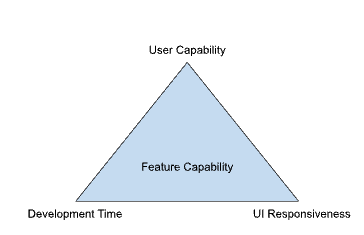 User Capability
Feature Capability
Development Time
UI Responsiveness